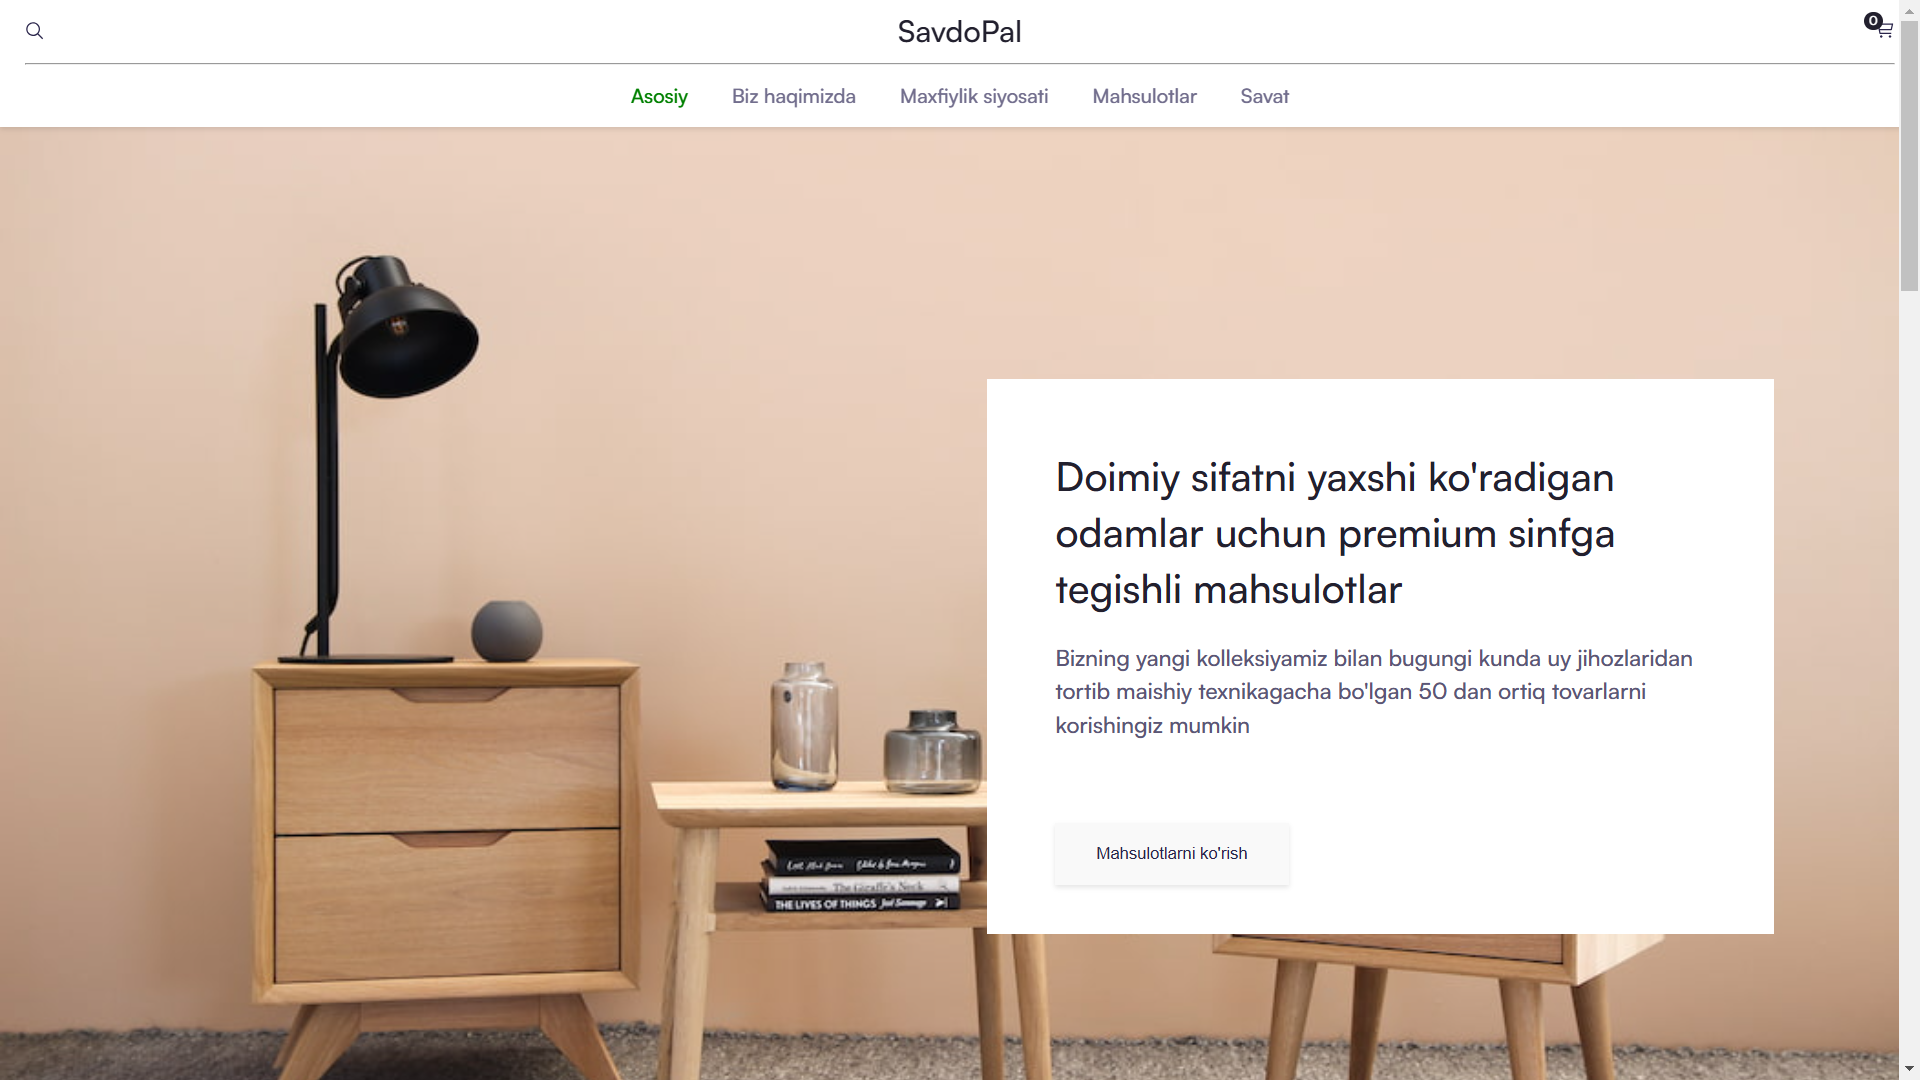 SavdoPal
0
Asosiy Biz haqimizda Maxfiylik siyosati Mahsulotlar Savat
Doimiy sifatni yaxshi ko'radigan
odamlar uchun premium sinfga
tegishli mahsulotlar
Bizning yangi kolleksiyamiz bilan bugungi kunda uy jihozlaridan
tortib maishiy texnikagacha bo'lgan 50 dan ortiq tovarlarni
korishingiz mumkin
Mahsulotlarni ko'rish
The Giraffe's Neck
THE LIVES OF THINGS